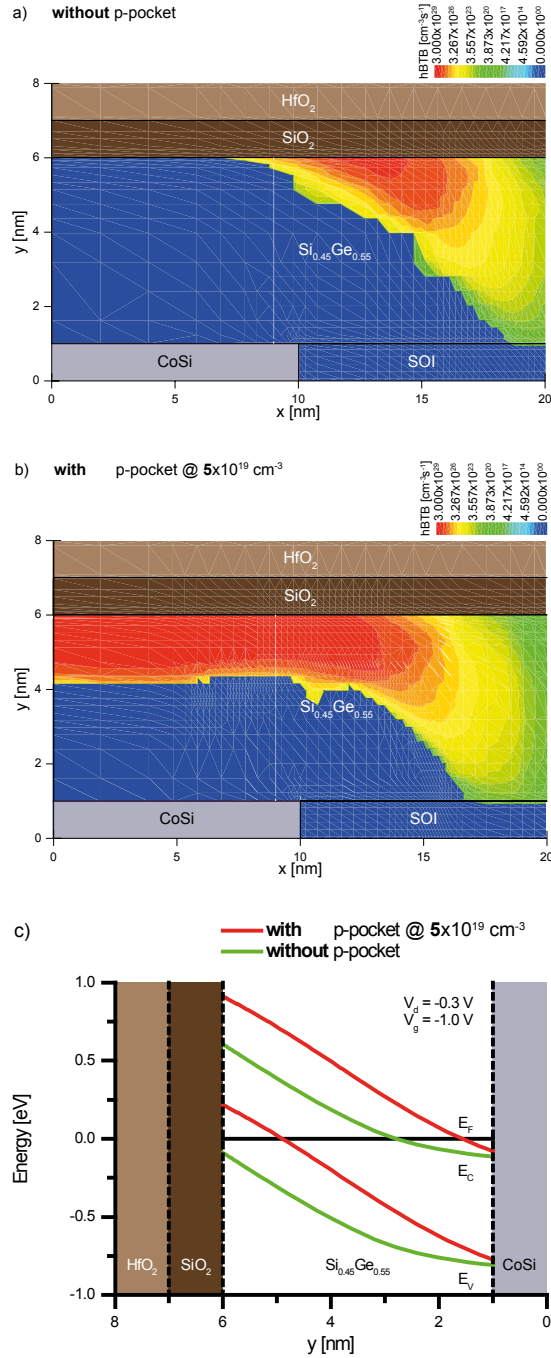 a) without p-pocket
hBTB [cm⁻³s⁻¹]
3.000x10²⁹
3.267x10²⁶
3.557x10²³
3.873x10²⁰
4.217x10¹⁷
4.592x10¹⁴
0.000x10⁰⁰
8
6
4
2
0
y [nm]
HfO₂
SiO₂
Si₀.₄₅Ge₀.₅₅
CoSi
SOI
0 5 10 15 20
x [nm]
b) with p-pocket @ 5x10¹⁹ cm⁻³
hBTB [cm⁻³s⁻¹]
3.000x10²⁹
3.267x10²⁶
3.557x10²³
3.873x10²⁰
4.217x10¹⁷
4.592x10¹⁴
0.000x10⁰⁰
8
6
4
2
0
y [nm]
HfO₂
SiO₂
Si₀.₄₅Ge₀.₅₅
CoSi
SOI
0 5 10 15 20
x [nm]
c)
with p-pocket @ 5x10¹⁹ cm⁻³
without p-pocket
1.0
0.5
0.0
-0.5
-1.0
Energy [eV]
V_d = -0.3 V
V_g = -1.0 V
E_F
E_C
E_V
HfO₂
SiO₂
Si₀.₄₅Ge₀.₅₅
CoSi
8 6 4 2 0
y [nm]